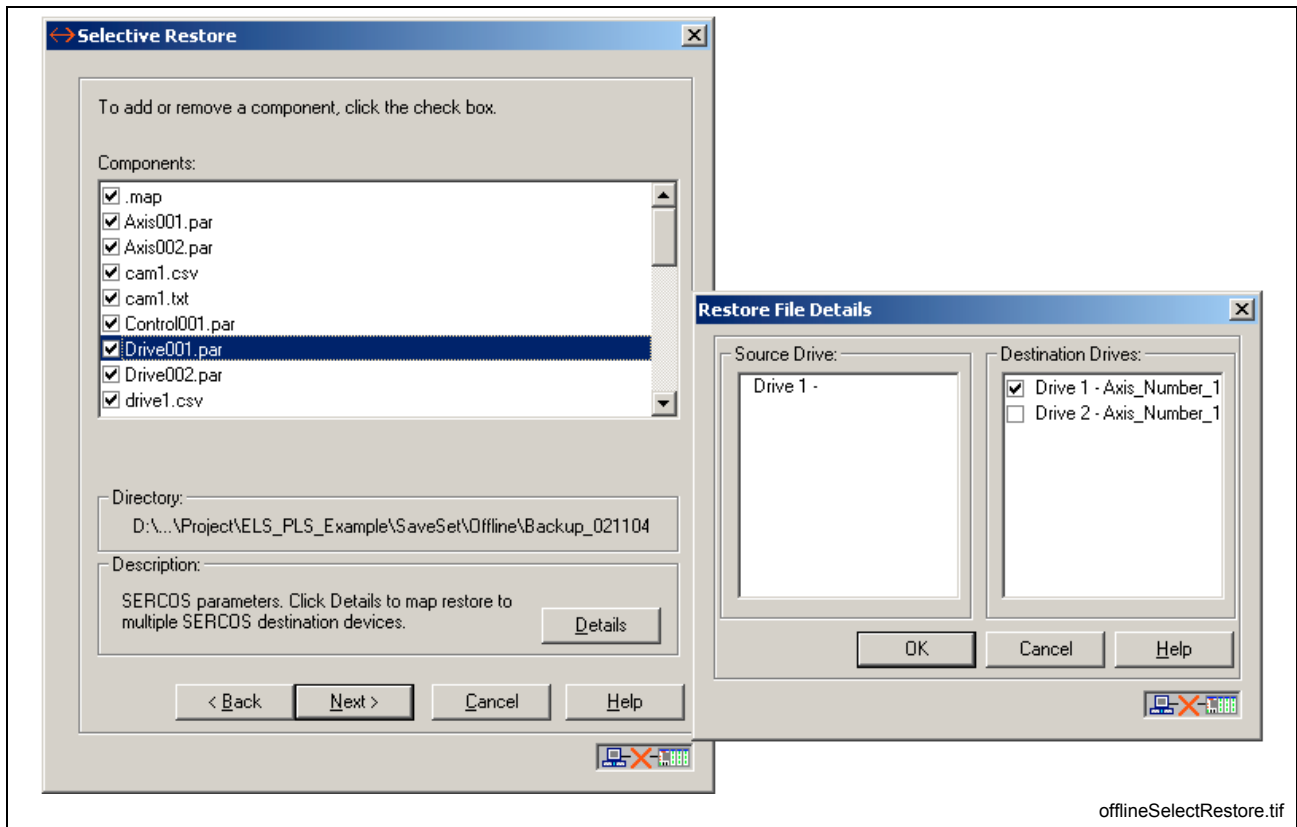 Selective Restore
To add or remove a component, click the check box.
Components:
.map
Axis001.par
Axis002.par
cam1.csv
cam1.txt
Control001.par
Drive001.par
Drive002.par
drive1.csv
Directory:
D:\...\Project\ELS_PLS_Example\SaveSet\Offline\Backup_021104
Description:
SERCOS parameters. Click Details to map restore to
multiple SERCOS destination devices.
Details
< Back
Next >
Cancel
Help
Restore File Details
Source Drive:
Drive 1 -
Destination Drives:
Drive 1 - Axis_Number_1
Drive 2 - Axis_Number_1
OK
Cancel
Help
offlineSelectRestore.tif